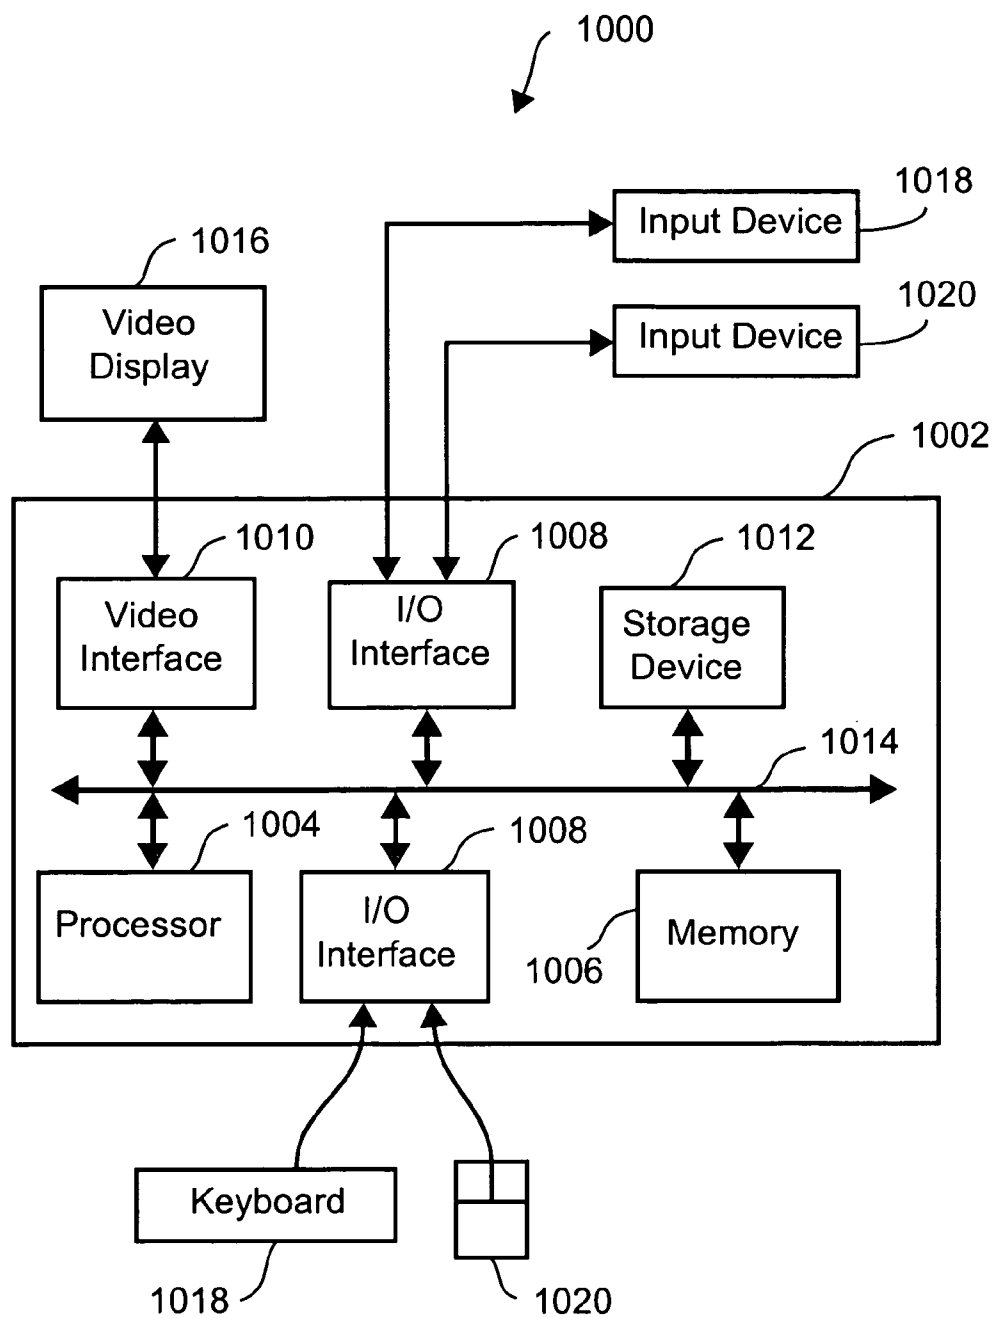 1000
1018
Input Device
1016
1020
Input Device
Video
Display
1002
1010
1008
1012
Video
Interface
I/O
Interface
Storage
Device
1014
1004
1008
Processor
I/O
Interface
Memory
1006
Keyboard
1018
1020